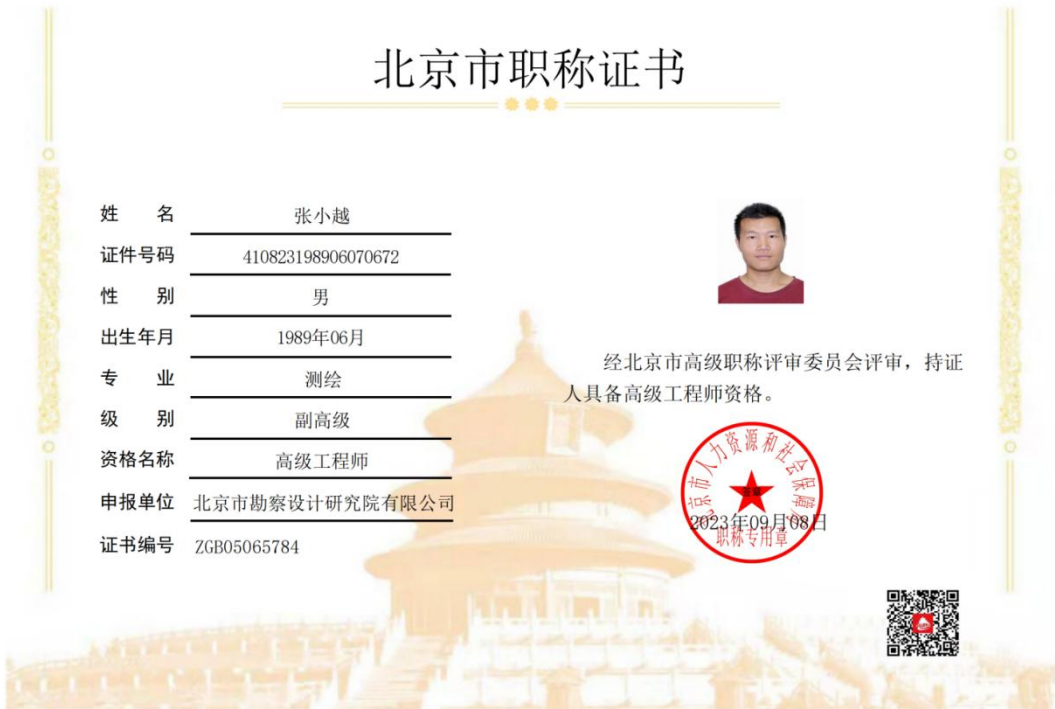 北京市职称证书
姓 名 张小越
证件号码 410823198906070672
性 别 男
出生年月 1989年06月
专 业 测绘
级 别 副高级
资格名称 高级工程师
申报单位 北京市勘察设计研究院有限公司
证书编号 ZGB05065784
经北京市高级职称评审委员会评审，持证
人具备高级工程师资格。
北京市人力资源和社会保障局
2023年09月08日
职称专用章